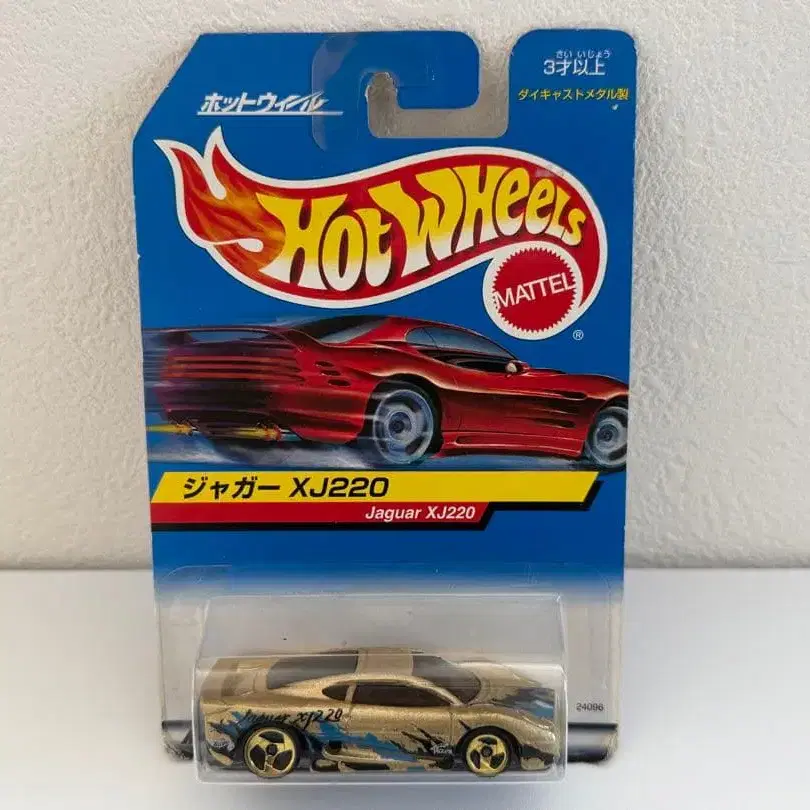 さい いじょう
3才以上
ダイキャストメタル製
ホットウィール
HOT WHEELS
MATTEL
®
ジャガー XJ220
Jaguar XJ220
24096
Jaguar XJ220